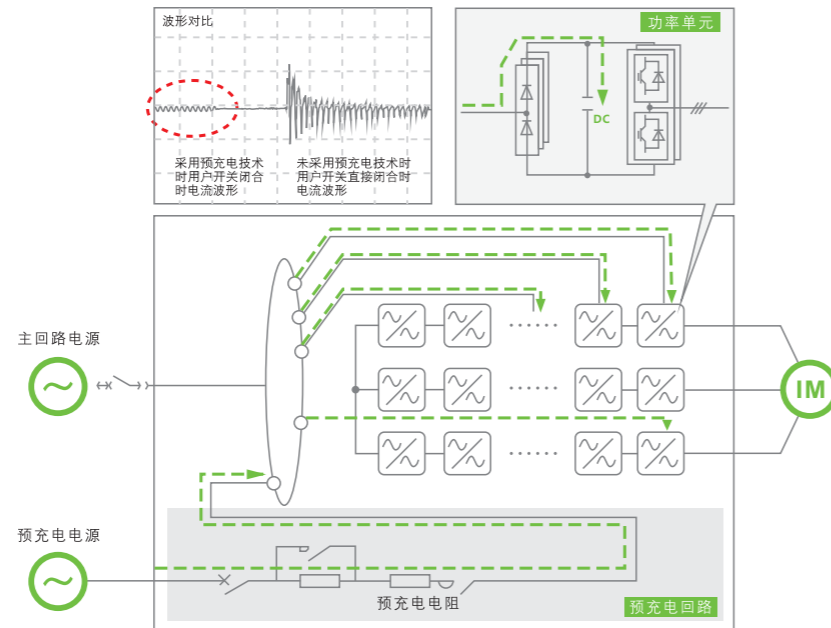 波形对比
采用预充电技术
时用户开关闭合
时电流波形
未采用预充电技术时
用户开关直接闭合时
电流波形
功率单元
DC
主回路电源
IM
预充电电源
预充电电阻
预充电回路